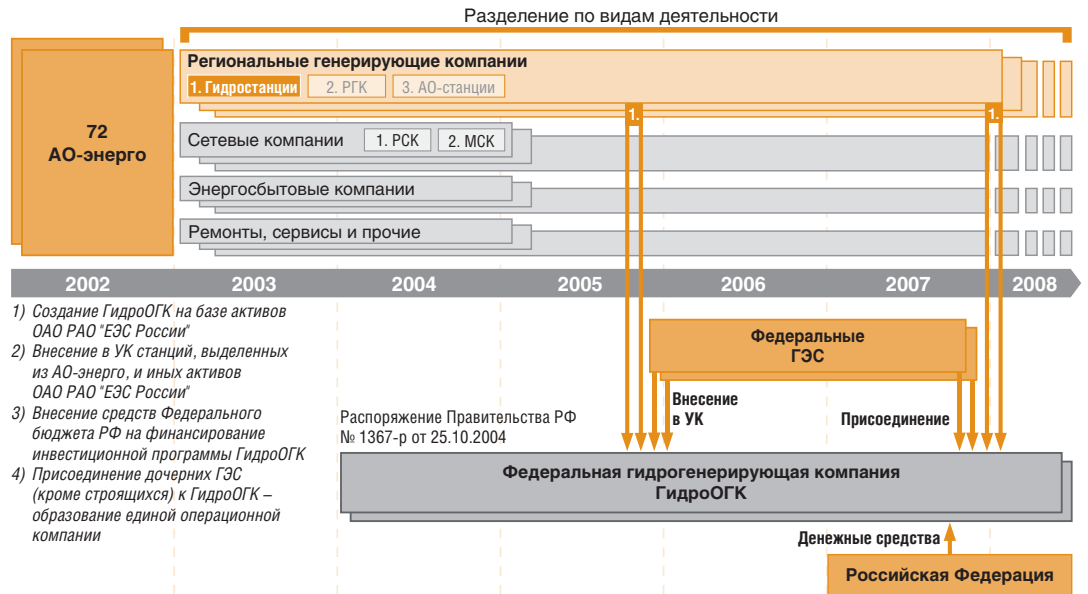 Разделение по видам деятельности
72
АО-энерго
Региональные генерирующие компании
1. Гидростанции
2. РГК
3. АО-станции
1.
1.
Сетевые компании
1. РСК
2. МСК
Энергосбытовые компании
Ремонты, сервисы и прочие
2002
2003
2004
2005
2006
2007
2008
1) Создание ГидроОГК на базе активов
ОАО РАО "ЕЭС России"
2) Внесение в УК станций, выделенных
из АО-энерго, и иных активов
ОАО РАО "ЕЭС России"
3) Внесение средств Федерального
бюджета РФ на финансирование
инвестиционной программы ГидроОГК
4) Присоединение дочерних ГЭС
(кроме строящихся) к ГидроОГК –
образование единой операционной
компании
Федеральные
ГЭС
Внесение
в УК
Присоединение
Распоряжение Правительства РФ
№ 1367-р от 25.10.2004
Федеральная гидрогенерирующая компания
ГидроОГК
Денежные средства
Российская Федерация